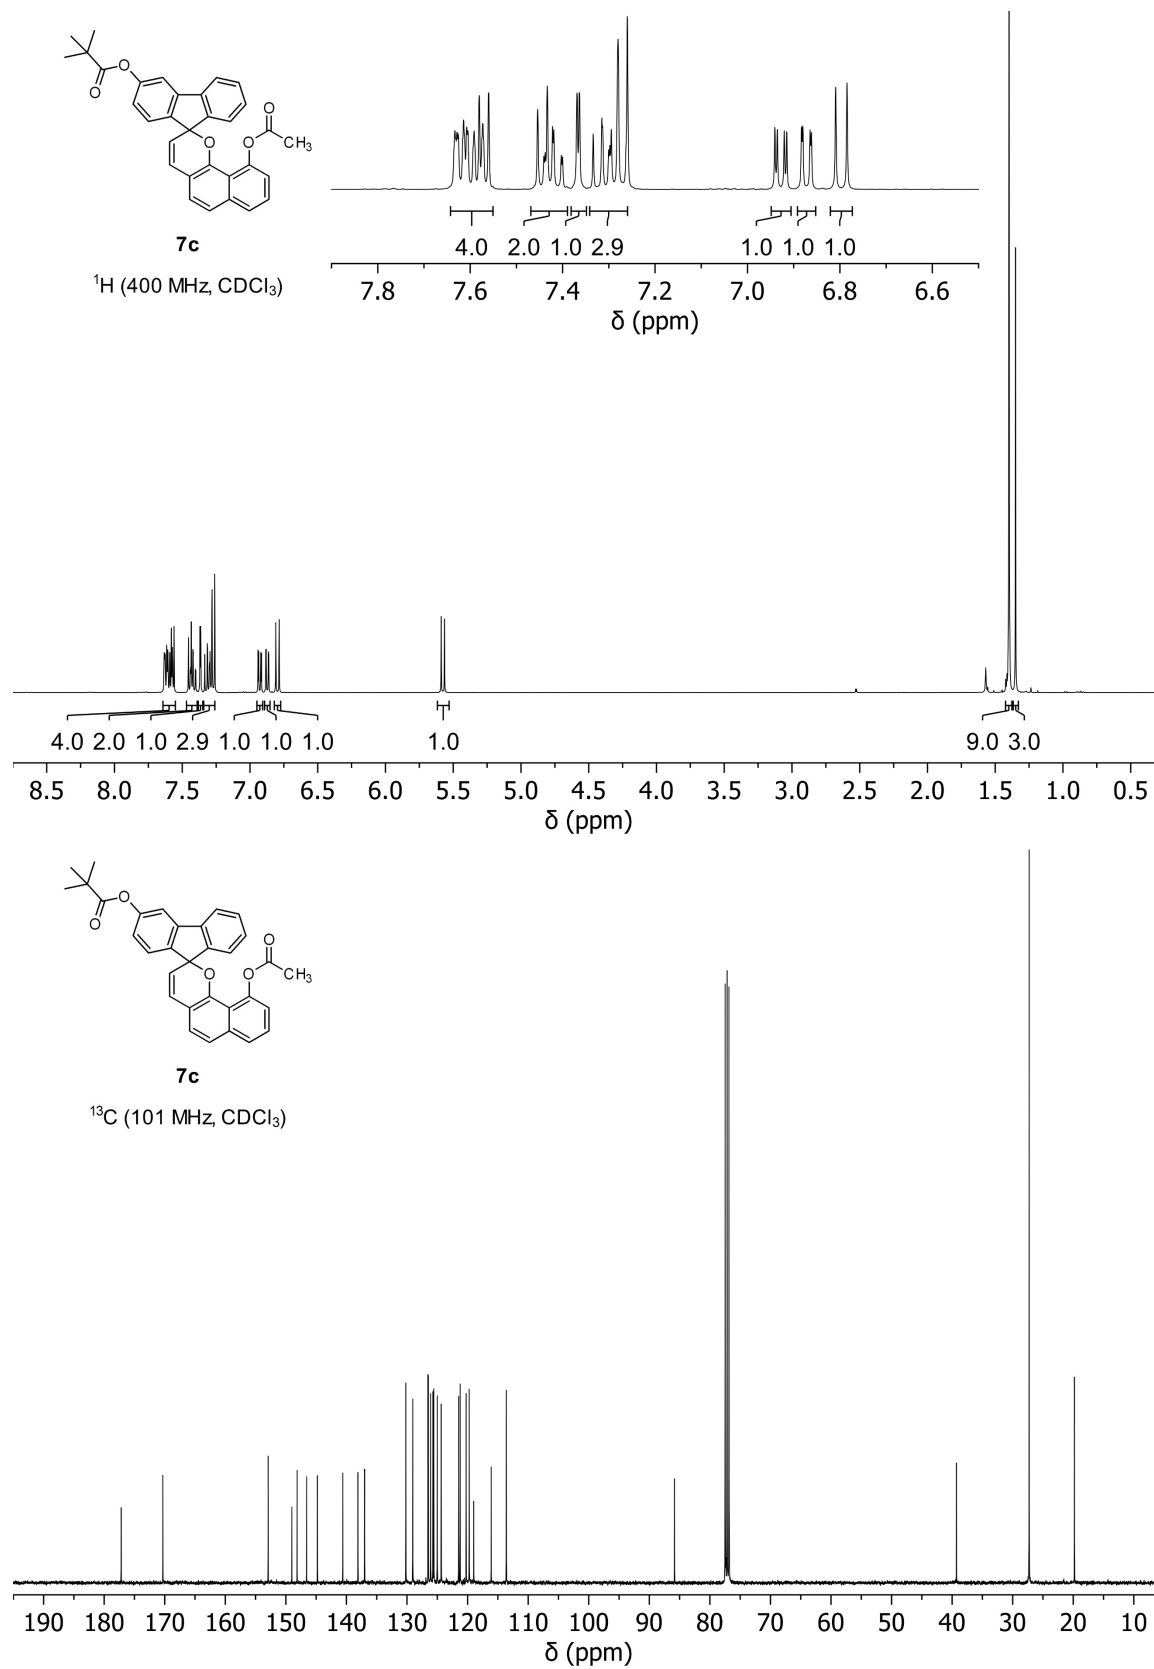 O
O
O
O
O
CH₃
7c
¹H (400 MHz, CDCl₃)
4.0 2.0 1.0 2.9 1.0 1.0 1.0
7.8 7.6 7.4 7.2 7.0 6.8 6.6
δ (ppm)
4.0 2.0 1.0 2.9 1.0 1.0 1.0 1.0 9.0 3.0
8.5 8.0 7.5 7.0 6.5 6.0 5.5 5.0 4.5 4.0 3.5 3.0 2.5 2.0 1.5 1.0 0.5
δ (ppm)
O
O
O
O
O
CH₃
7c
¹³C (101 MHz, CDCl₃)
190 180 170 160 150 140 130 120 110 100 90 80 70 60 50 40 30 20 10
δ (ppm)